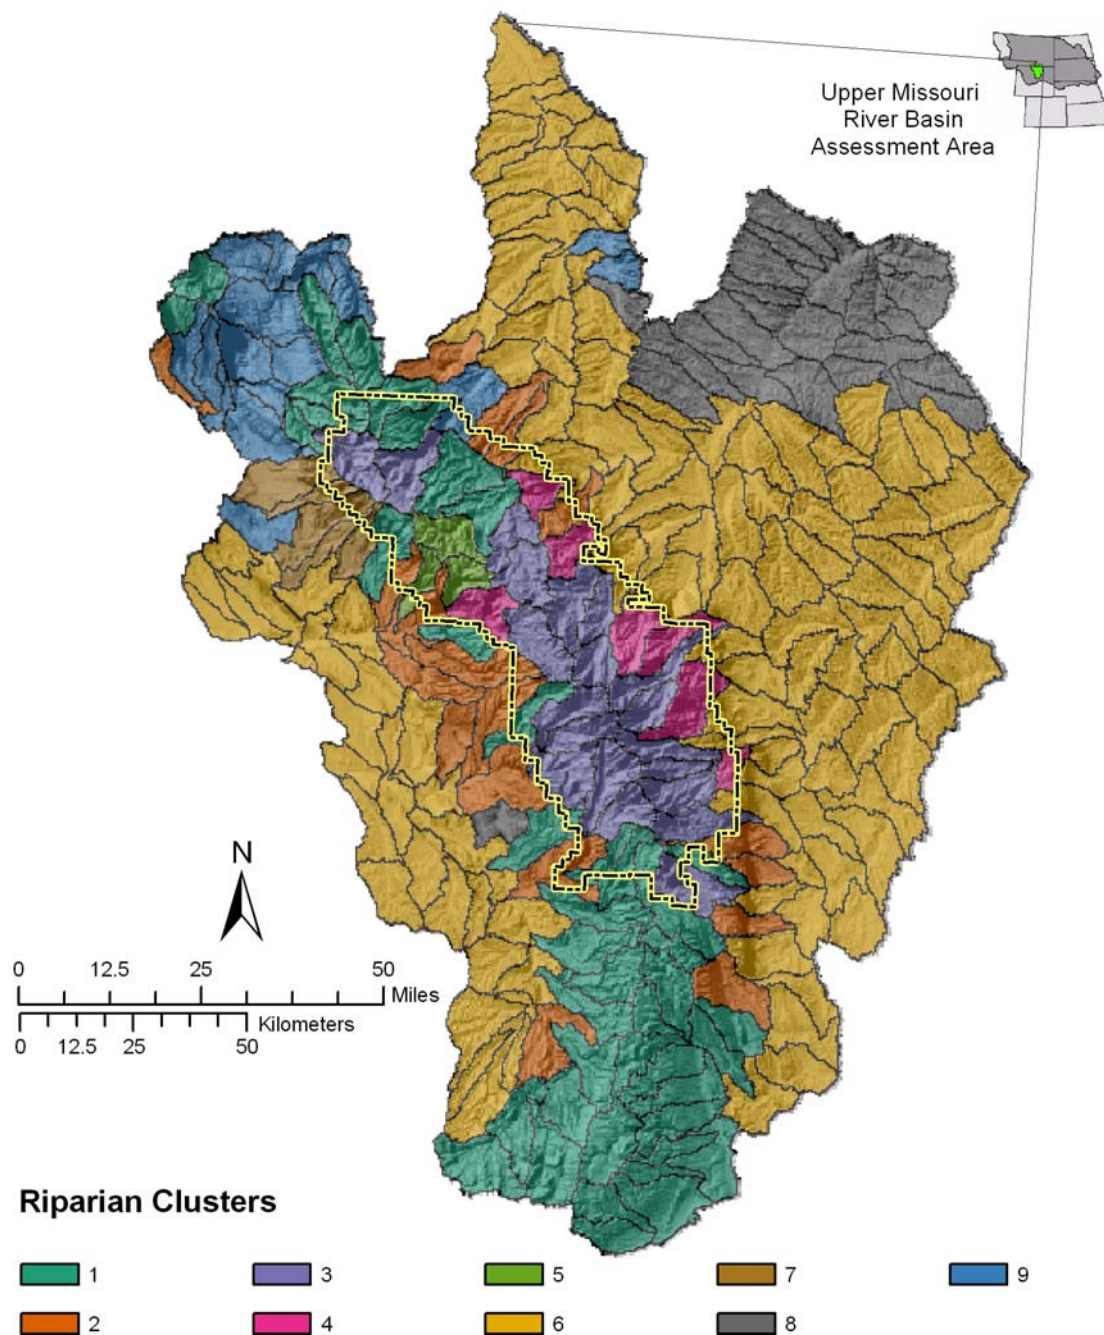 Upper Missouri
River Basin
Assessment Area
N
0 12.5 25 50
Miles
Kilometers
0 12.5 25 50
Riparian Clusters
1 3 5 7 9
2 4 6 8